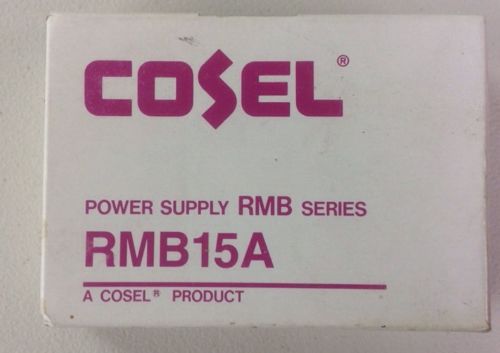 COSEL®
POWER SUPPLY RMB SERIES
RMB15A
A COSEL® PRODUCT